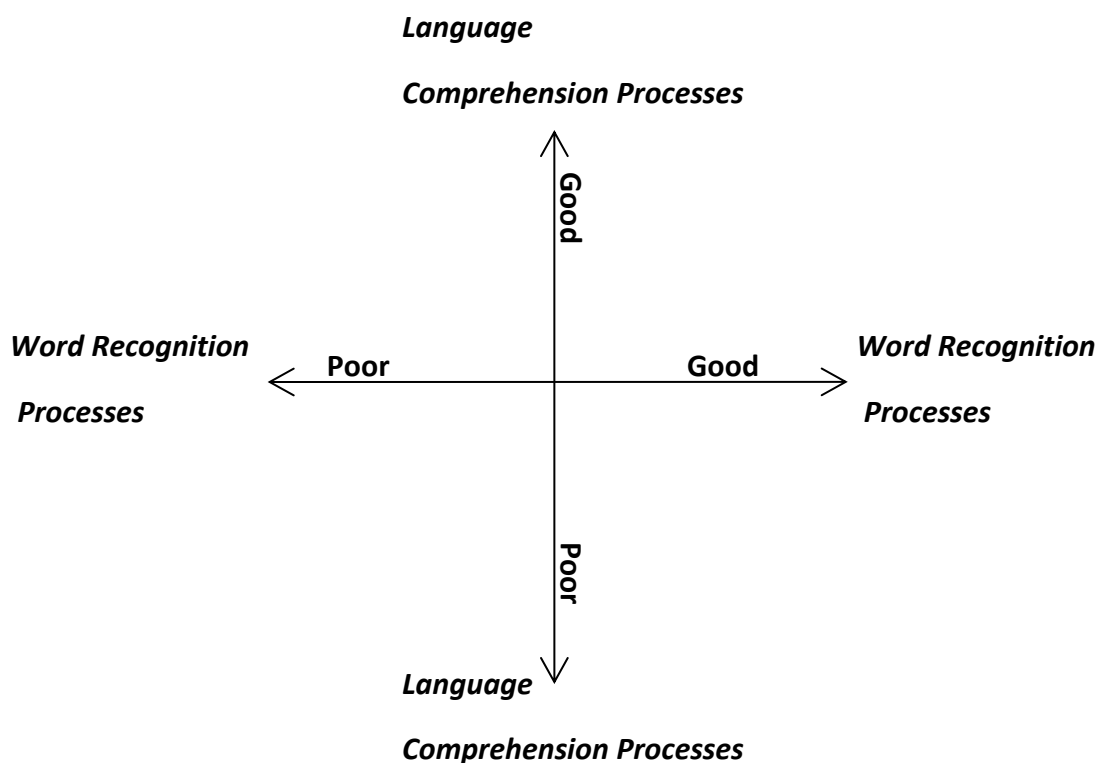 Language
Comprehension Processes
Good
Word Recognition
Processes
Poor
Good
Word Recognition
Processes
Poor
Language
Comprehension Processes